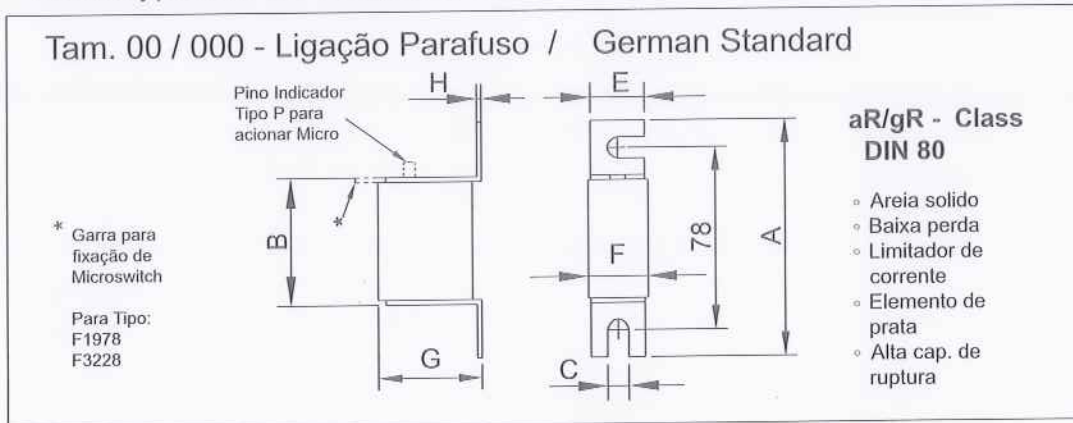 Tam. 00 / 000 - Ligação Parafuso / German Standard
Pino Indicador
Tipo P para
acionar Micro
H
E
aR/gR - Class
DIN 80
* Garra para
fixação de
Microswitch
Para Tipo:
F1978
F3228
*
B
G
F
78
A
C
◦ Areia solido
◦ Baixa perda
◦ Limitador de
corrente
◦ Elemento de
prata
◦ Alta cap. de
ruptura